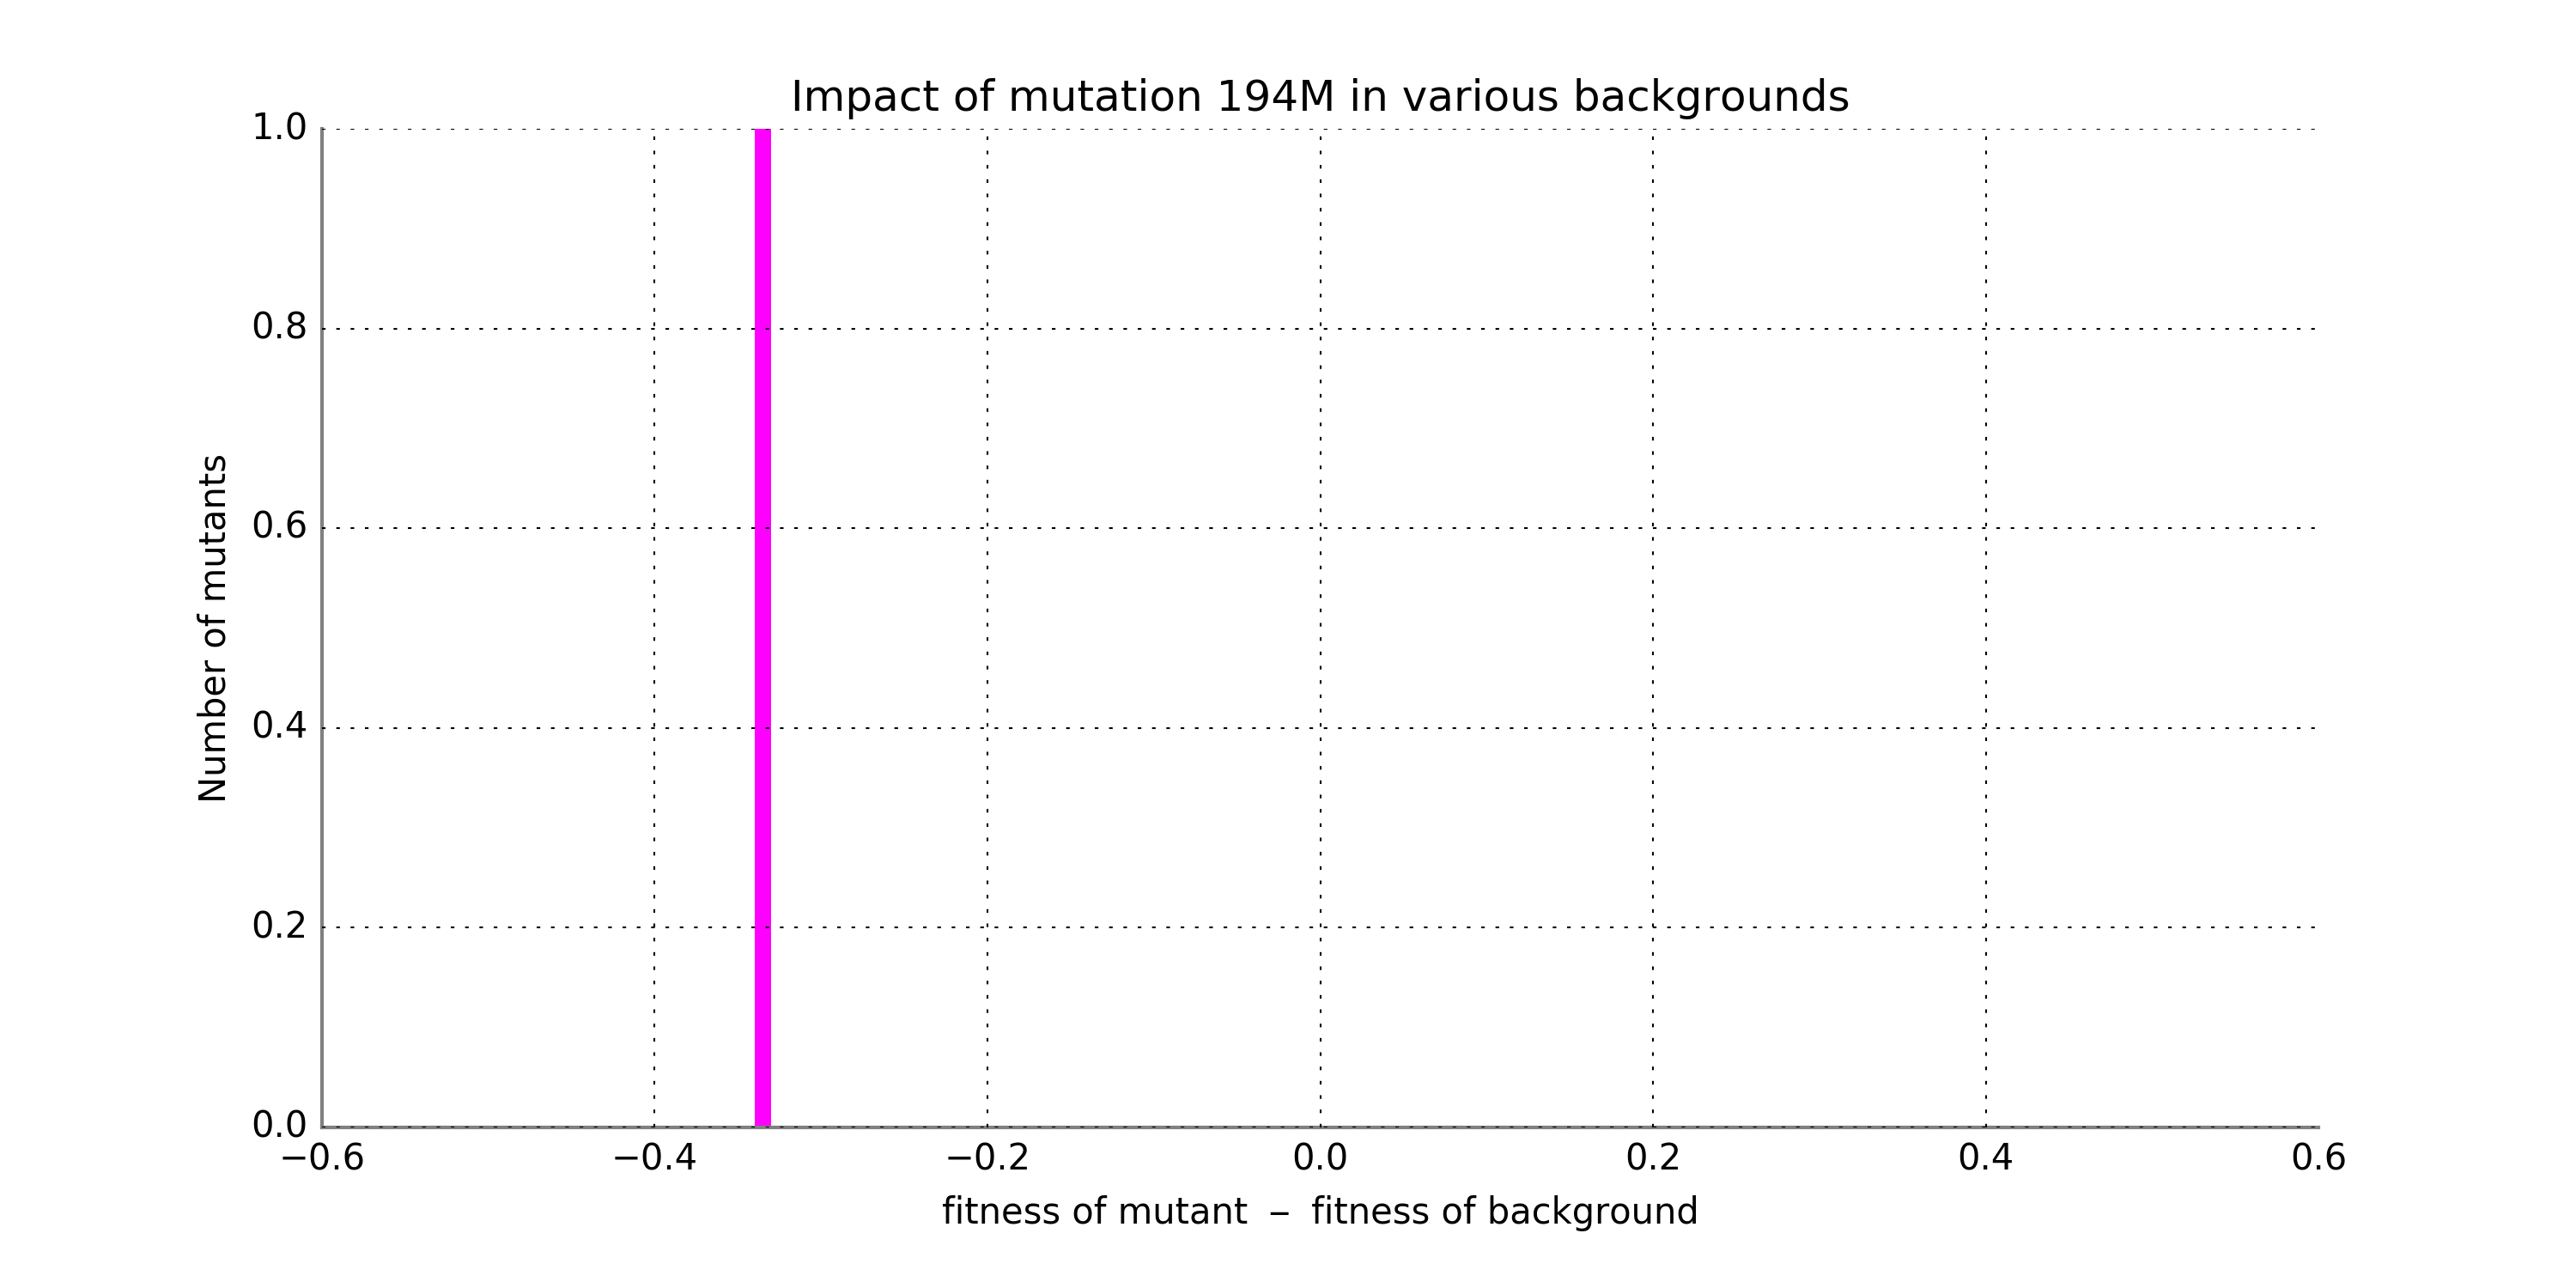 Impact of mutation 194M in various backgrounds
1.0
0.8
0.6
0.4
0.2
0.0
Number of mutants
−0.6 −0.4 −0.2 0.0 0.2 0.4 0.6
fitness of mutant − fitness of background